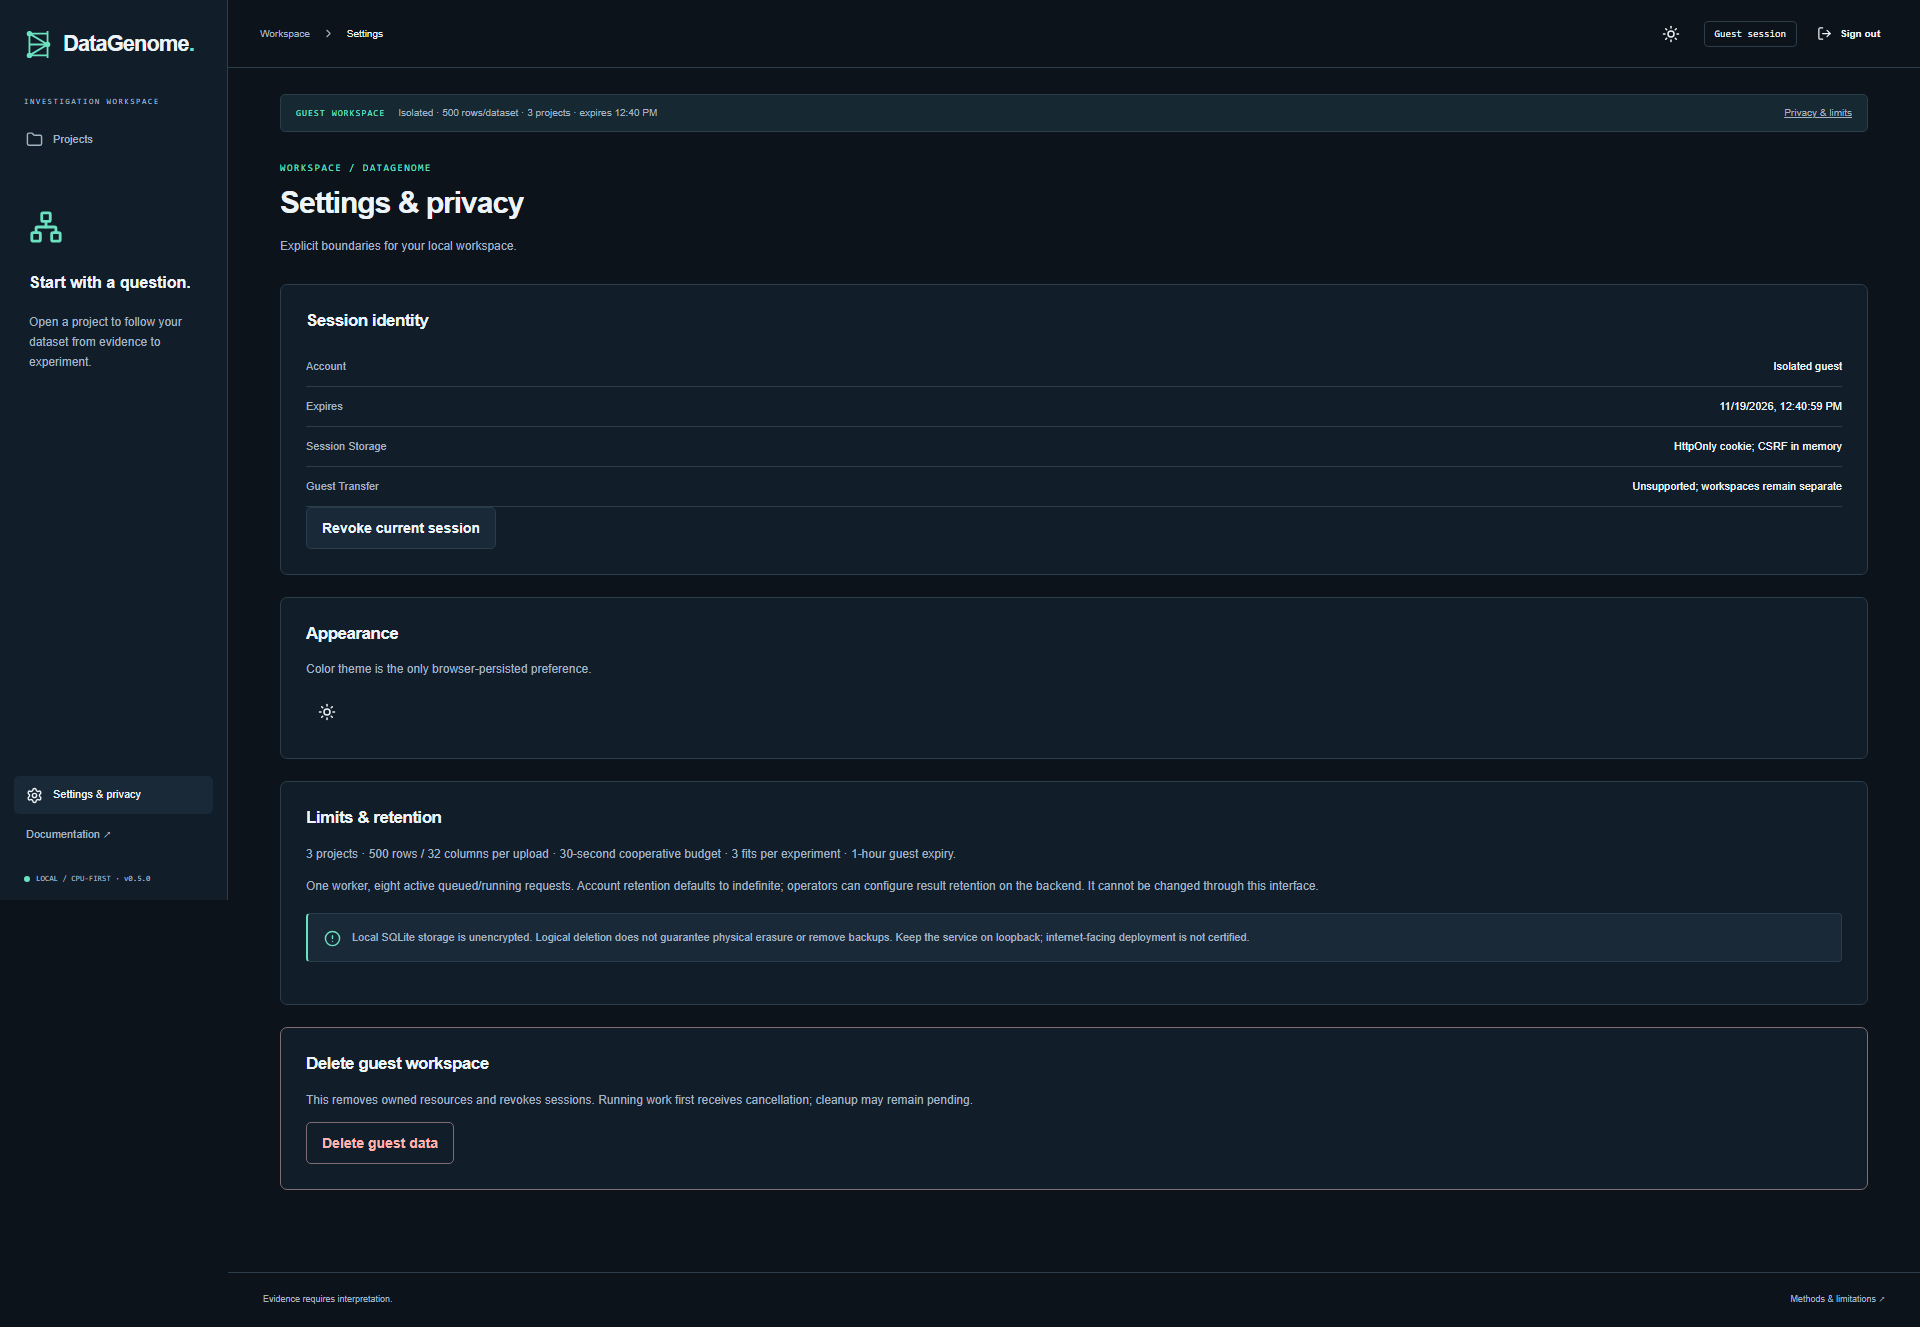 DataGenome.
INVESTIGATION WORKSPACE
Projects
Start with a question.
Open a project to follow your
dataset from evidence to
experiment.
Settings & privacy
Documentation ↗
LOCAL / CPU-FIRST · v0.5.0
Workspace > Settings
Guest session
Sign out
GUEST WORKSPACE Isolated · 500 rows/dataset · 3 projects · expires 12:40 PM
Privacy & limits
WORKSPACE / DATAGENOME
Settings & privacy
Explicit boundaries for your local workspace.
Session identity
Account Isolated guest
Expires 11/19/2026, 12:40:59 PM
Session Storage HttpOnly cookie; CSRF in memory
Guest Transfer Unsupported; workspaces remain separate
Revoke current session
Appearance
Color theme is the only browser-persisted preference.
Limits & retention
3 projects · 500 rows / 32 columns per upload · 30-second cooperative budget · 3 fits per experiment · 1-hour guest expiry.
One worker, eight active queued/running requests. Account retention defaults to indefinite; operators can configure result retention on the backend. It cannot be changed through this interface.
Local SQLite storage is unencrypted. Logical deletion does not guarantee physical erasure or remove backups. Keep the service on loopback; internet-facing deployment is not certified.
Delete guest workspace
This removes owned resources and revokes sessions. Running work first receives cancellation; cleanup may remain pending.
Delete guest data
Evidence requires interpretation.
Methods & limitations ↗